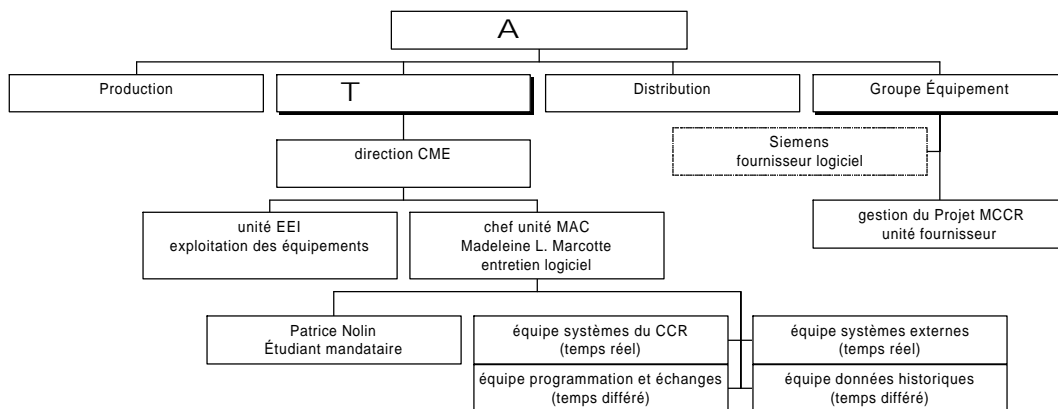 A
Production
T
Distribution
Groupe Équipement
Siemens
fournisseur logiciel
direction CME
unité EEI
exploitation des équipements
chef unité MAC
Madeleine L. Marcotte
entretien logiciel
gestion du Projet MCCR
unité fournisseur
Patrice Nolin
Étudiant mandataire
équipe systèmes du CCR
(temps réel)
équipe systèmes externes
(temps réel)
équipe programmation et échanges
(temps différé)
équipe données historiques
(temps différé)